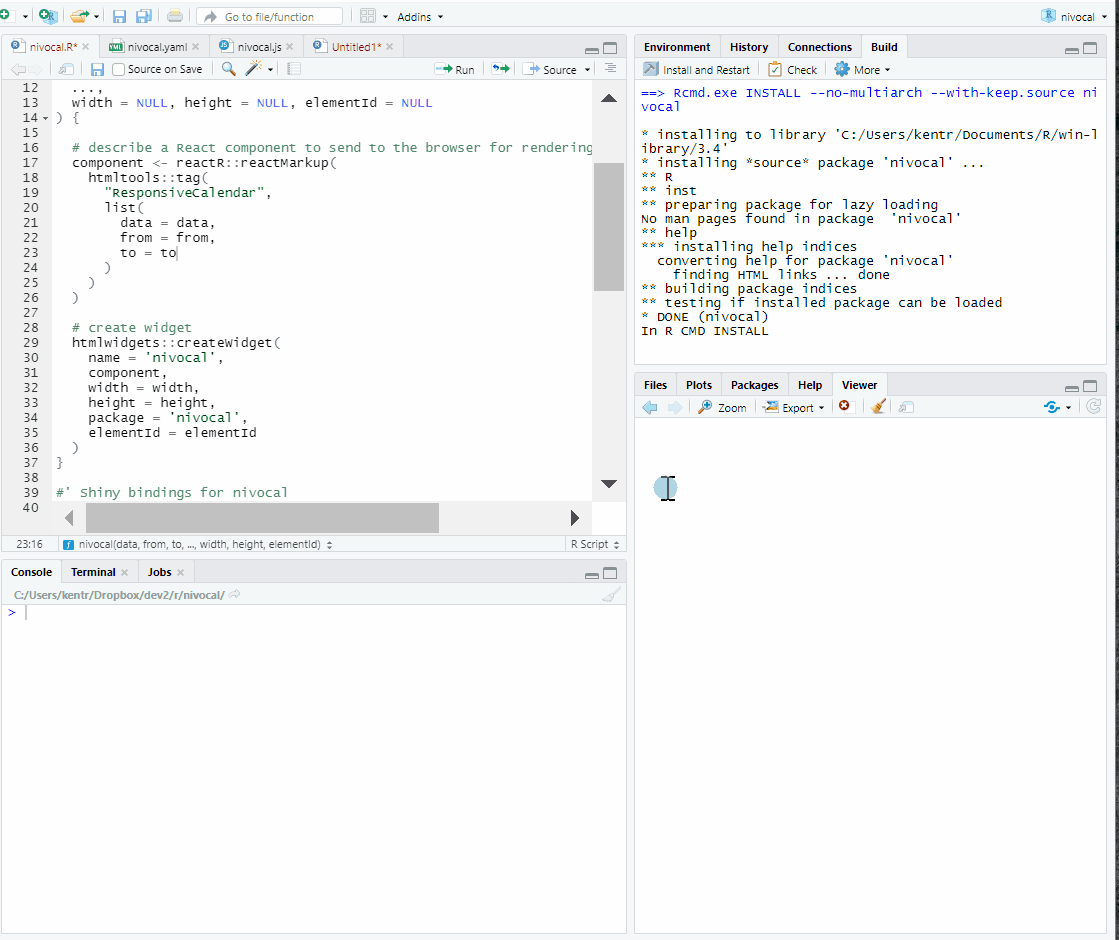 Go to file/function
Addins
nivocal
nivocal.R*
nivocal.yaml
nivocal.js
Untitled1*
Source on Save
Run
Source
12 ...,
13 width = NULL, height = NULL, elementId = NULL
14 ) {
15
16 # describe a React component to send to the browser for rendering
17 component <- reactR::reactMarkup(
18 htmltools::tag(
19 "ResponsiveCalendar",
20 list(
21 data = data,
22 from = from,
23 to = to
24 )
25 )
26 )
27
28 # create widget
29 htmlwidgets::createWidget(
30 name = 'nivocal',
31 component,
32 width = width,
33 height = height,
34 package = 'nivocal',
35 elementId = elementId
36 )
37 }
38
39 #' Shiny bindings for nivocal
40
23:16
nivocal(data, from, to, ..., width, height, elementId)
R Script
Console
Terminal
Jobs
C:/Users/kentr/Dropbox/dev2/r/nivocal/
>
Environment
History
Connections
Build
Install and Restart
Check
More
==> Rcmd.exe INSTALL --no-multiarch --with-keep.source ni
vocal
* installing to library 'C:/Users/kentr/Documents/R/win-l
ibrary/3.4'
* installing *source* package 'nivocal' ...
** R
** inst
** preparing package for lazy loading
No man pages found in package 'nivocal'
** help
*** installing help indices
converting help for package 'nivocal'
finding HTML links ... done
** building package indices
** testing if installed package can be loaded
* DONE (nivocal)
In R CMD INSTALL
Files
Plots
Packages
Help
Viewer
Zoom
Export